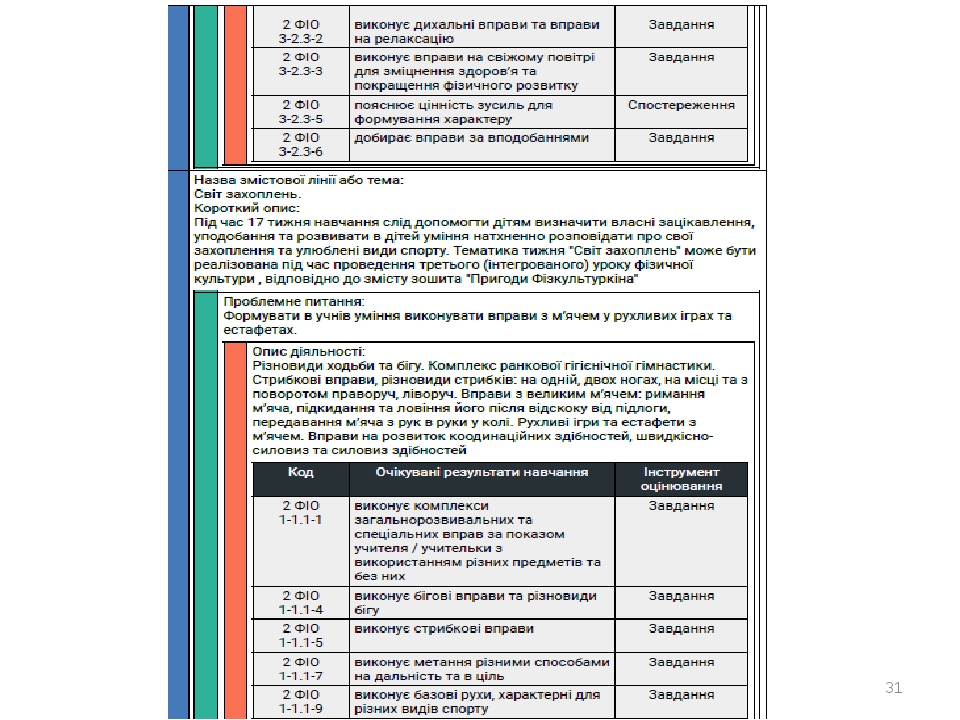 2 ФІО
3-2.3-2
виконує дихальні вправи та вправи
на релаксацію
Завдання
2 ФІО
3-2.3-3
виконує вправи на свіжому повітрі
для зміцнення здоров'я та
покращення фізичного розвитку
Завдання
2 ФІО
3-2.3-5
пояснює цінність зусиль для
формування характеру
Спостереження
2 ФІО
3-2.3-6
добирає вправи за вподобаннями
Завдання
Назва змістової лінії або тема:
Світ захоплень.
Короткий опис:
Під час 17 тижня навчання слід допомогти дітям визначити власні зацікавлення,
уподобання та розвивати в дітей уміння натхненно розповідати про свої
захоплення та улюблені види спорту. Тематика тижня "Світ захоплень" може бути
реалізована під час проведення третього (інтегрованого) уроку фізичної
культури , відповідно до змісту зошита "Пригоди Фізкультуркіна"
Проблемне питання:
Формувати в учнів уміння виконувати вправи з м'ячем у рухливих іграх та
естафетах.
Опис діяльності:
Різновиди ходьби та бігу. Комплекс ранкової гігієнічної гімнастики.
Стрибкові вправи, різновиди стрибків: на одній, двох ногах, на місці та з
поворотом праворуч, ліворуч. Вправи з великим м'ячем: римання
м'яча, підкидання та ловіння його після відскоку від підлоги,
передавання м'яча з рук в руки у колі. Рухливі ігри та естафети з
м'ячем. Вправи на розвиток коодинаційних здібностей, швидкісно-
силовиз та силовиз здібностей
Код
Очікувані результати навчання
Інструмент
оцінювання
2 ФІО
1-1.1-1
виконує комплекси
загальнорозвивальних та
спеціальних вправ за показом
учителя / учительки з
використанням різних предметів та
без них
Завдання
2 ФІО
1-1.1-4
виконує бігові вправи та різновиди
бігу
Завдання
2 ФІО
1-1.1-5
виконує стрибкові вправи
Завдання
2 ФІО
1-1.1-7
виконує метання різними способами
на дальність та в ціль
Завдання
2 ФІО
1-1.1-9
виконує базові рухи, характерні для
різних видів спорту
Завдання
31